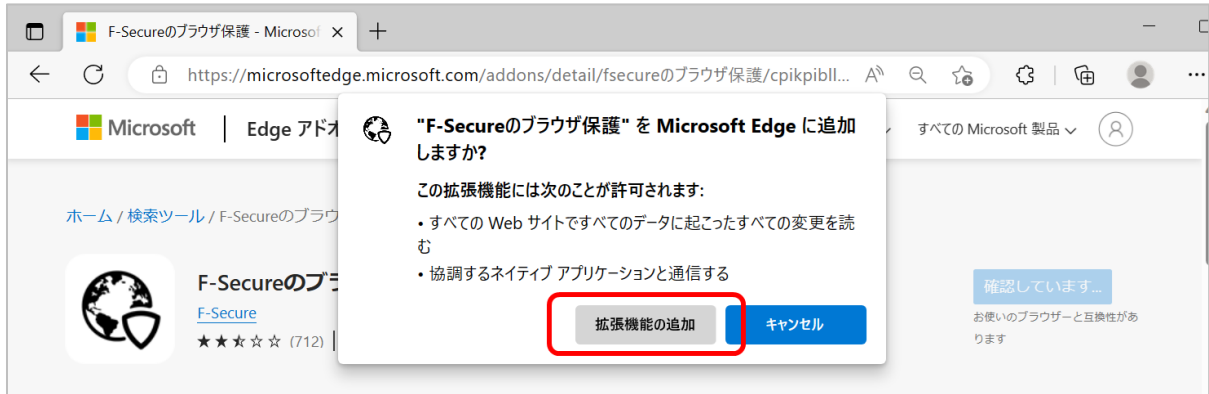 F-Secureのブラウザ保護 - Microsof
https://microsoftedge.microsoft.com/addons/detail/fsecureのブラウザ保護/cpikpibll...
Microsoft
Edge アドオ
すべての Microsoft 製品
"F-Secureのブラウザ保護" を Microsoft Edge に追加
しますか?
この拡張機能には次のことが許可されます:
• すべての Web サイトですべてのデータに起こったすべての変更を読
む
• 協調するネイティブ アプリケーションと通信する
拡張機能の追加
キャンセル
ホーム / 検索ツール / F-Secureのブラウ
F-Secureのブラ
F-Secure
(712)
確認しています...
お使いのブラウザーと互換性があ
ります